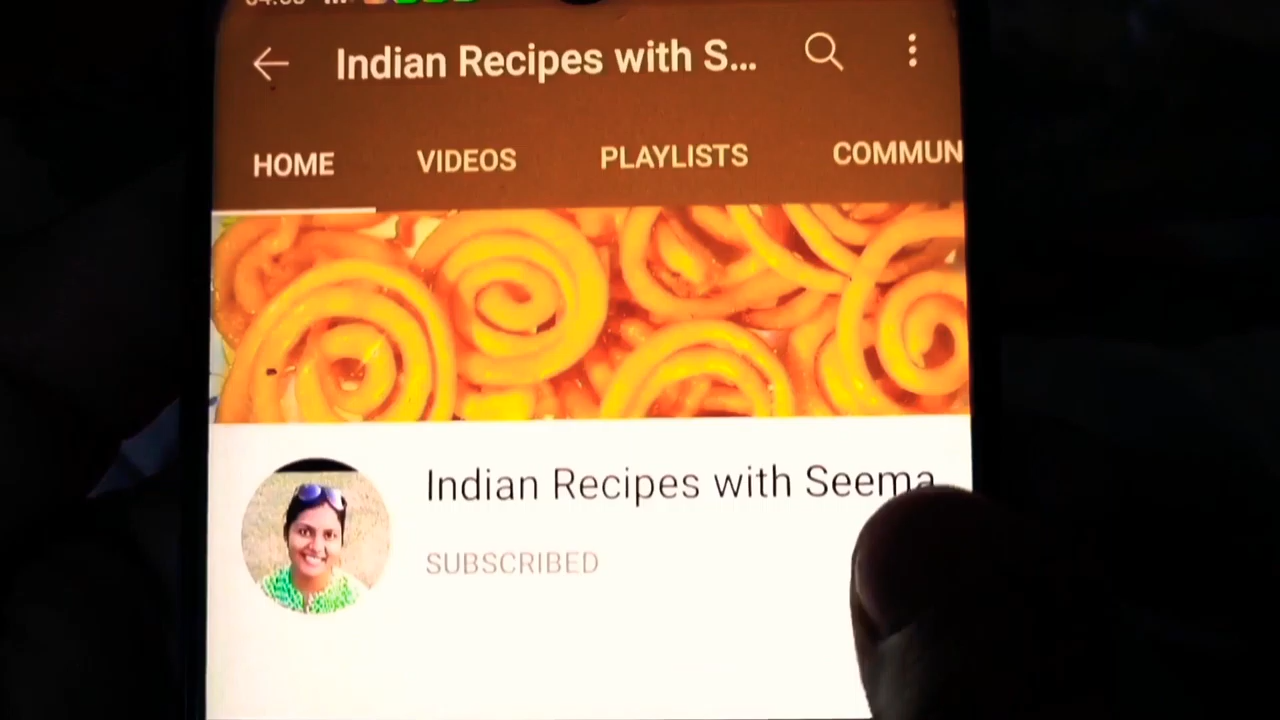 Indian Recipes with S...
HOME VIDEOS PLAYLISTS COMMUN
Indian Recipes with Seema
SUBSCRIBED